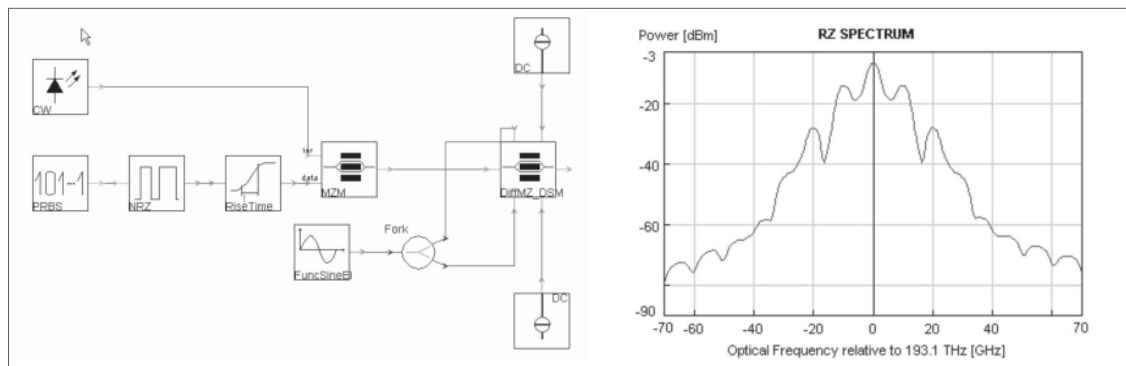 DC
CW
PRBS
NRZ
RiseTime
data
MZM
DiffMZ_DSM
Fork
FuncSineEl
DC
101...1
Power [dBm]
RZ SPECTRUM
-3
-20
-40
-60
-90
-70
-60
-40
-20
0
20
40
70
Optical Frequency relative to 193.1 THz [GHz]